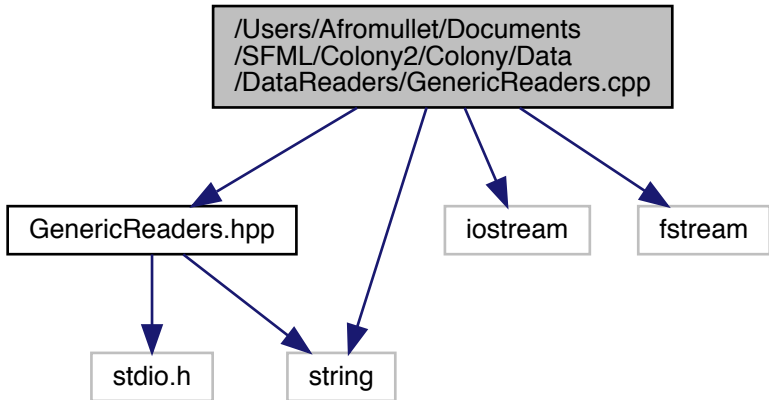 /Users/Afromullet/Documents
/SFML/Colony2/Colony/Data
/DataReaders/GenericReaders.cpp
GenericReaders.hpp
iostream
fstream
stdio.h
string